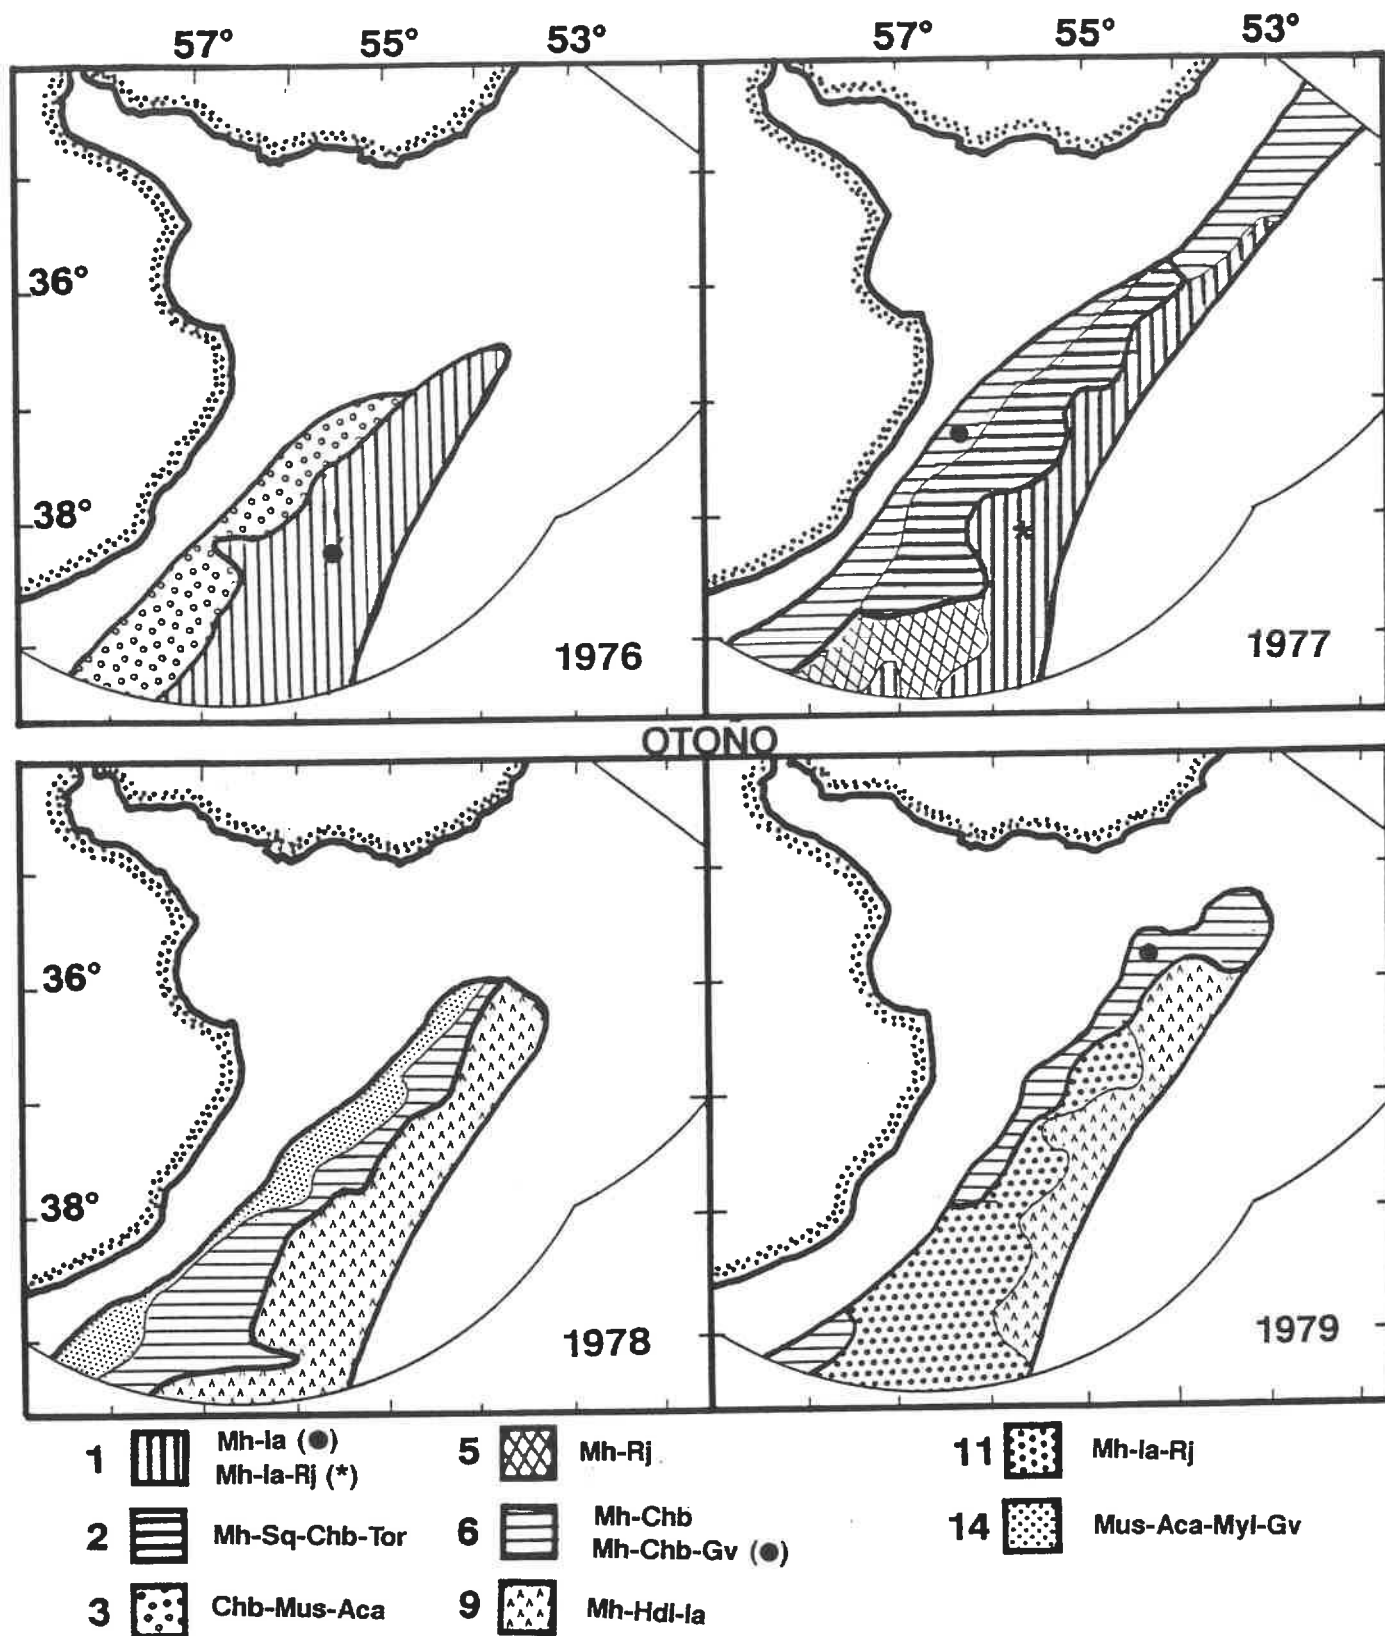 57° 55° 53° 57° 55° 53°
36°
38°
1976 1977
OTOÑO
36°
38°
1978 1979
1 Mh-Ia (●)
Mh-Ia-Rj (*)
2 Mh-Sq-Chb-Tor
3 Chb-Mus-Aca
5 Mh-Rj
6 Mh-Chb
Mh-Chb-Gv (●)
9 Mh-Hdl-Ia
11 Mh-Ia-Rj
14 Mus-Aca-Myl-Gv